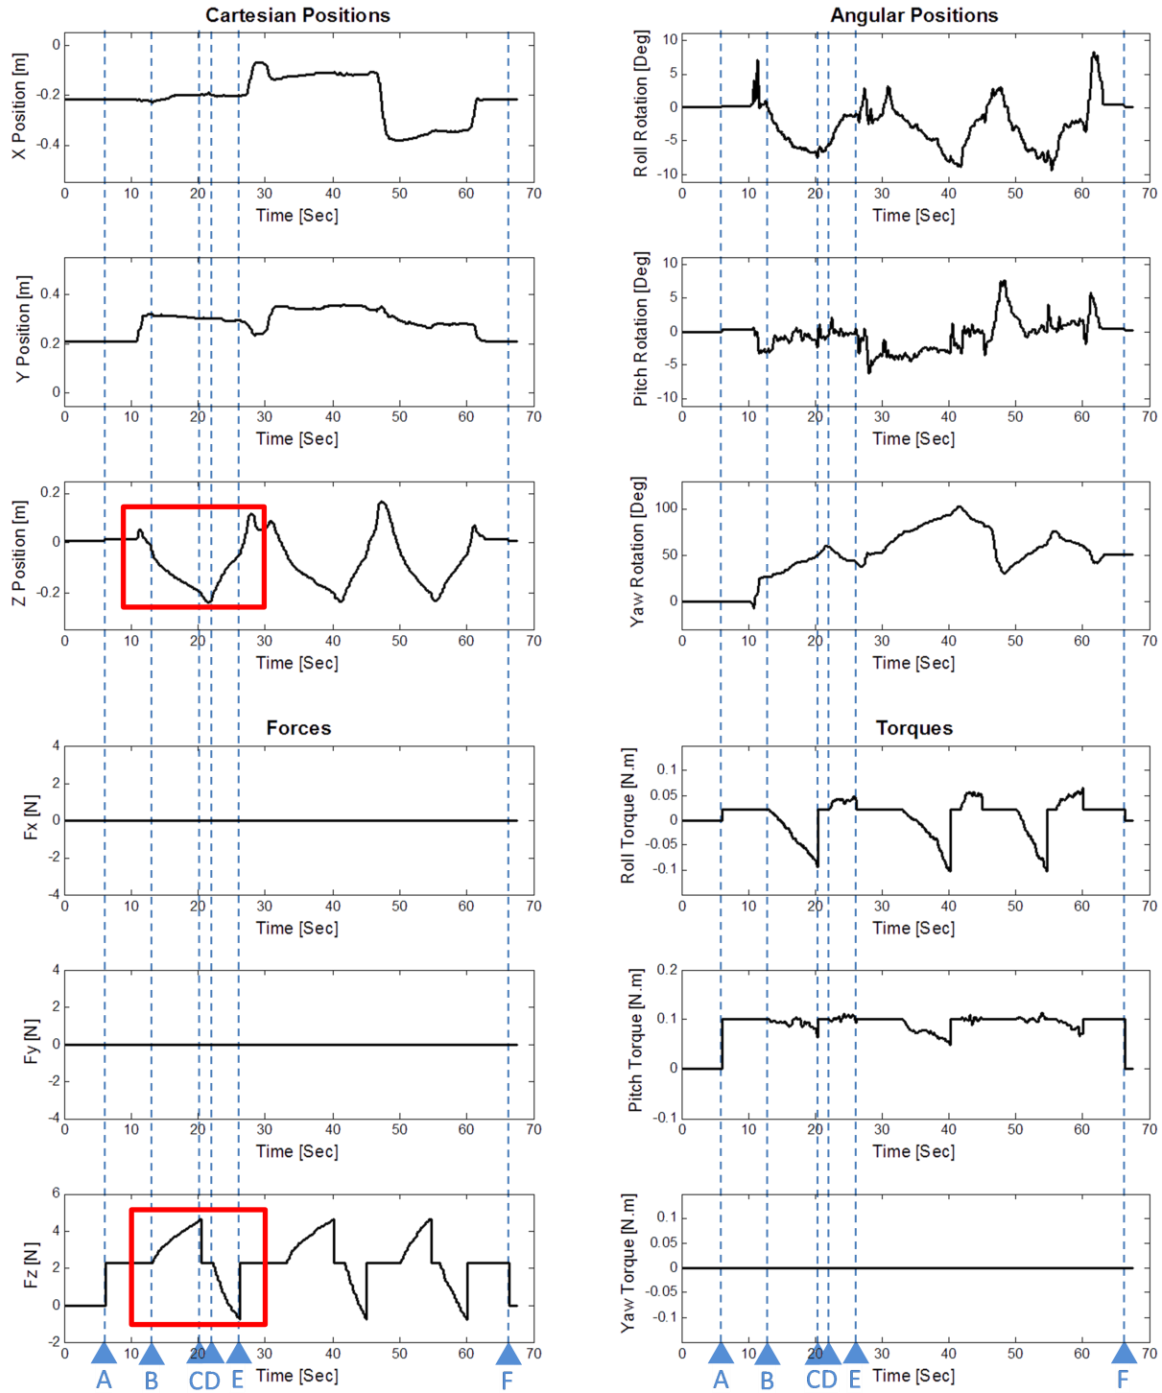 Cartesian Positions
X Position [m]
0
-0.2
-0.4
0 10 20 30 40 50 60 70
Time [Sec]
Y Position [m]
0.4
0.2
0
0 10 20 30 40 50 60 70
Time [Sec]
Z Position [m]
0.2
0
-0.2
0 10 20 30 40 50 60 70
Time [Sec]
Forces
Fx [N]
4
2
0
-2
-4
0 10 20 30 40 50 60 70
Time [Sec]
Fy [N]
4
2
0
-2
-4
0 10 20 30 40 50 60 70
Time [Sec]
Fz [N]
6
4
2
0
-2
0 10 20 30 40 50 60 70
Time [Sec]
A B C D E F
Angular Positions
Roll Rotation [Deg]
10
5
0
-5
-10
0 10 20 30 40 50 60 70
Time [Sec]
Pitch Rotation [Deg]
10
5
0
-5
-10
0 10 20 30 40 50 60 70
Time [Sec]
Yaw Rotation [Deg]
100
50
0
0 10 20 30 40 50 60 70
Time [Sec]
Torques
Roll Torque [N.m]
0.1
0.05
0
-0.05
-0.1
0 10 20 30 40 50 60 70
Time [Sec]
Pitch Torque [N.m]
0.2
0.1
0
-0.1
0 10 20 30 40 50 60 70
Time [Sec]
Yaw Torque [N.m]
0.1
0.05
0
-0.05
-0.1
0 10 20 30 40 50 60 70
Time [Sec]
A B C D E F